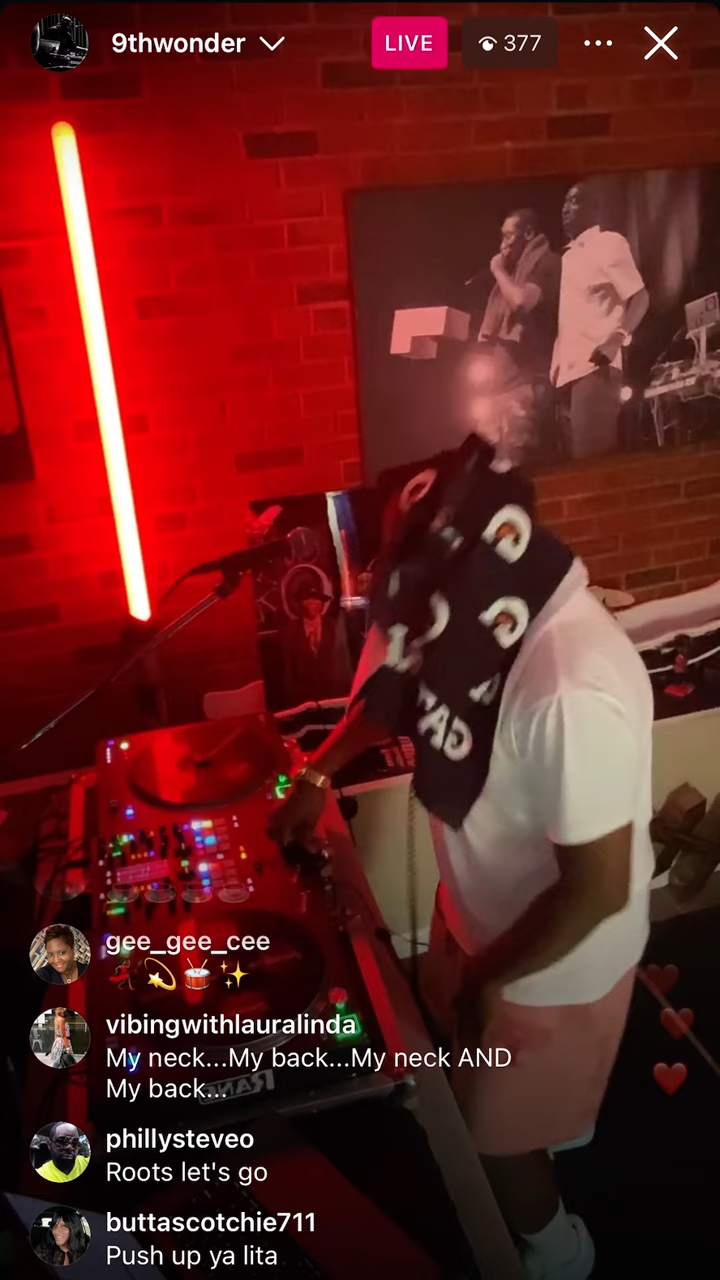 9thwonder
LIVE
377
gee_gee_cee
💃🏾💫🥁✨
vibingwithlauralinda
My neck...My back...My neck AND
My back...
RANE
phillysteveo
Roots let's go
buttascotchie711
Push up ya lita